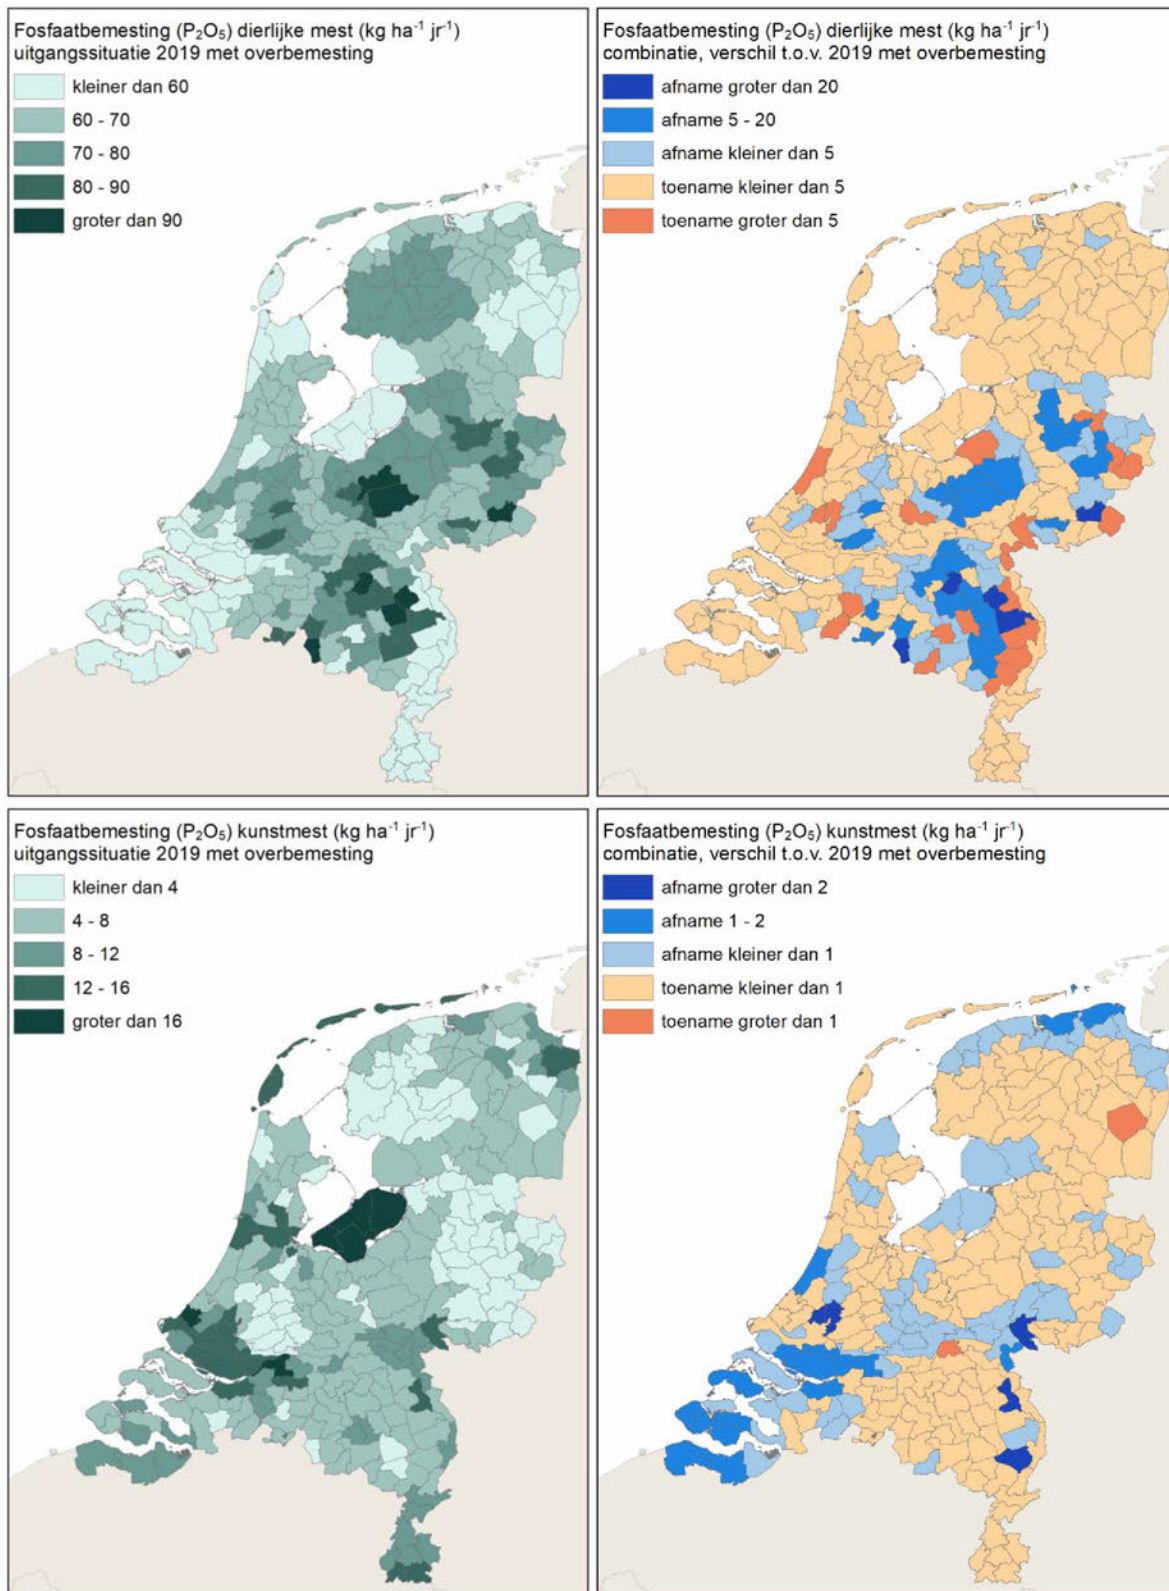 Fosfaatbemesting (P₂O₅) dierlijke mest (kg ha⁻¹ jr⁻¹)
uitgangssituatie 2019 met overbemesting
kleiner dan 60
60 - 70
70 - 80
80 - 90
groter dan 90
Fosfaatbemesting (P₂O₅) dierlijke mest (kg ha⁻¹ jr⁻¹)
combinatie, verschil t.o.v. 2019 met overbemesting
afname groter dan 20
afname 5 - 20
afname kleiner dan 5
toename kleiner dan 5
toename groter dan 5
Fosfaatbemesting (P₂O₅) kunstmest (kg ha⁻¹ jr⁻¹)
uitgangssituatie 2019 met overbemesting
kleiner dan 4
4 - 8
8 - 12
12 - 16
groter dan 16
Fosfaatbemesting (P₂O₅) kunstmest (kg ha⁻¹ jr⁻¹)
combinatie, verschil t.o.v. 2019 met overbemesting
afname groter dan 2
afname 1 - 2
afname kleiner dan 1
toename kleiner dan 1
toename groter dan 1